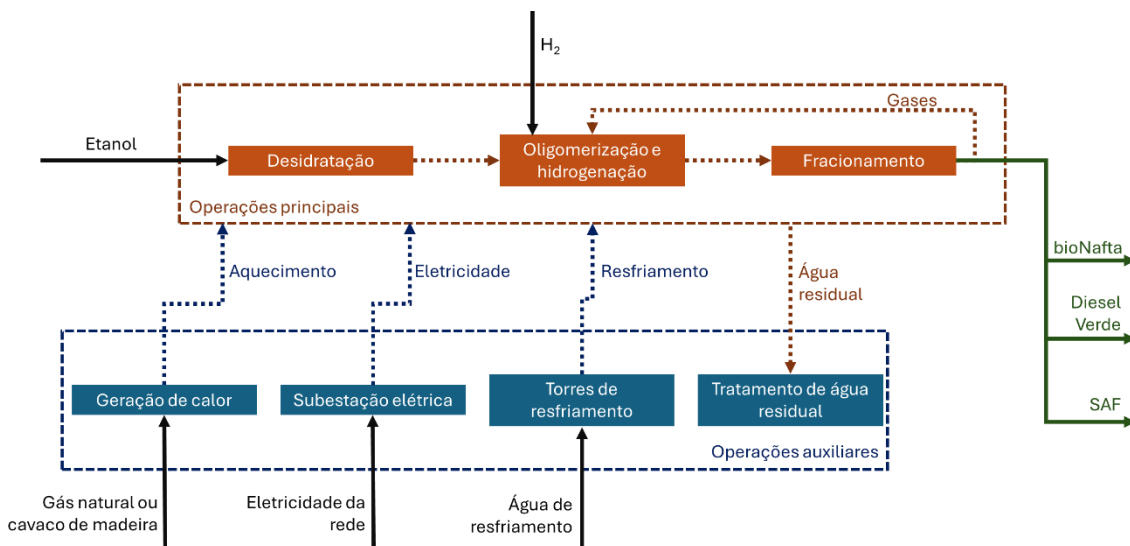 H₂
Gases
Etanol
Desidratação
Oligomerização e
hidrogenação
Fracionamento
Operações principais
bioNafta
Aquecimento
Eletricidade
Resfriamento
Água
residual
Diesel
Verde
Geração de calor
Subestação elétrica
Torres de
resfriamento
Tratamento de água
residual
SAF
Operações auxiliares
Gás natural ou
cavaco de madeira
Eletricidade da
rede
Água de
resfriamento